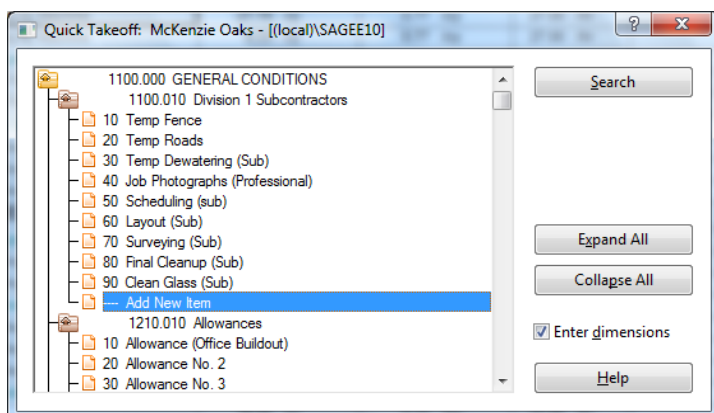 Quick Takeoff: McKenzie Oaks - [(local)\SAGEE10]
1100.000 GENERAL CONDITIONS
1100.010 Division 1 Subcontractors
10 Temp Fence
20 Temp Roads
30 Temp Dewatering (Sub)
40 Job Photographs (Professional)
50 Scheduling (sub)
60 Layout (Sub)
70 Surveying (Sub)
80 Final Cleanup (Sub)
90 Clean Glass (Sub)
---- Add New Item
1210.010 Allowances
10 Allowance (Office Buildout)
20 Allowance No. 2
30 Allowance No. 3
Search
Expand All
Collapse All
Enter dimensions
Help